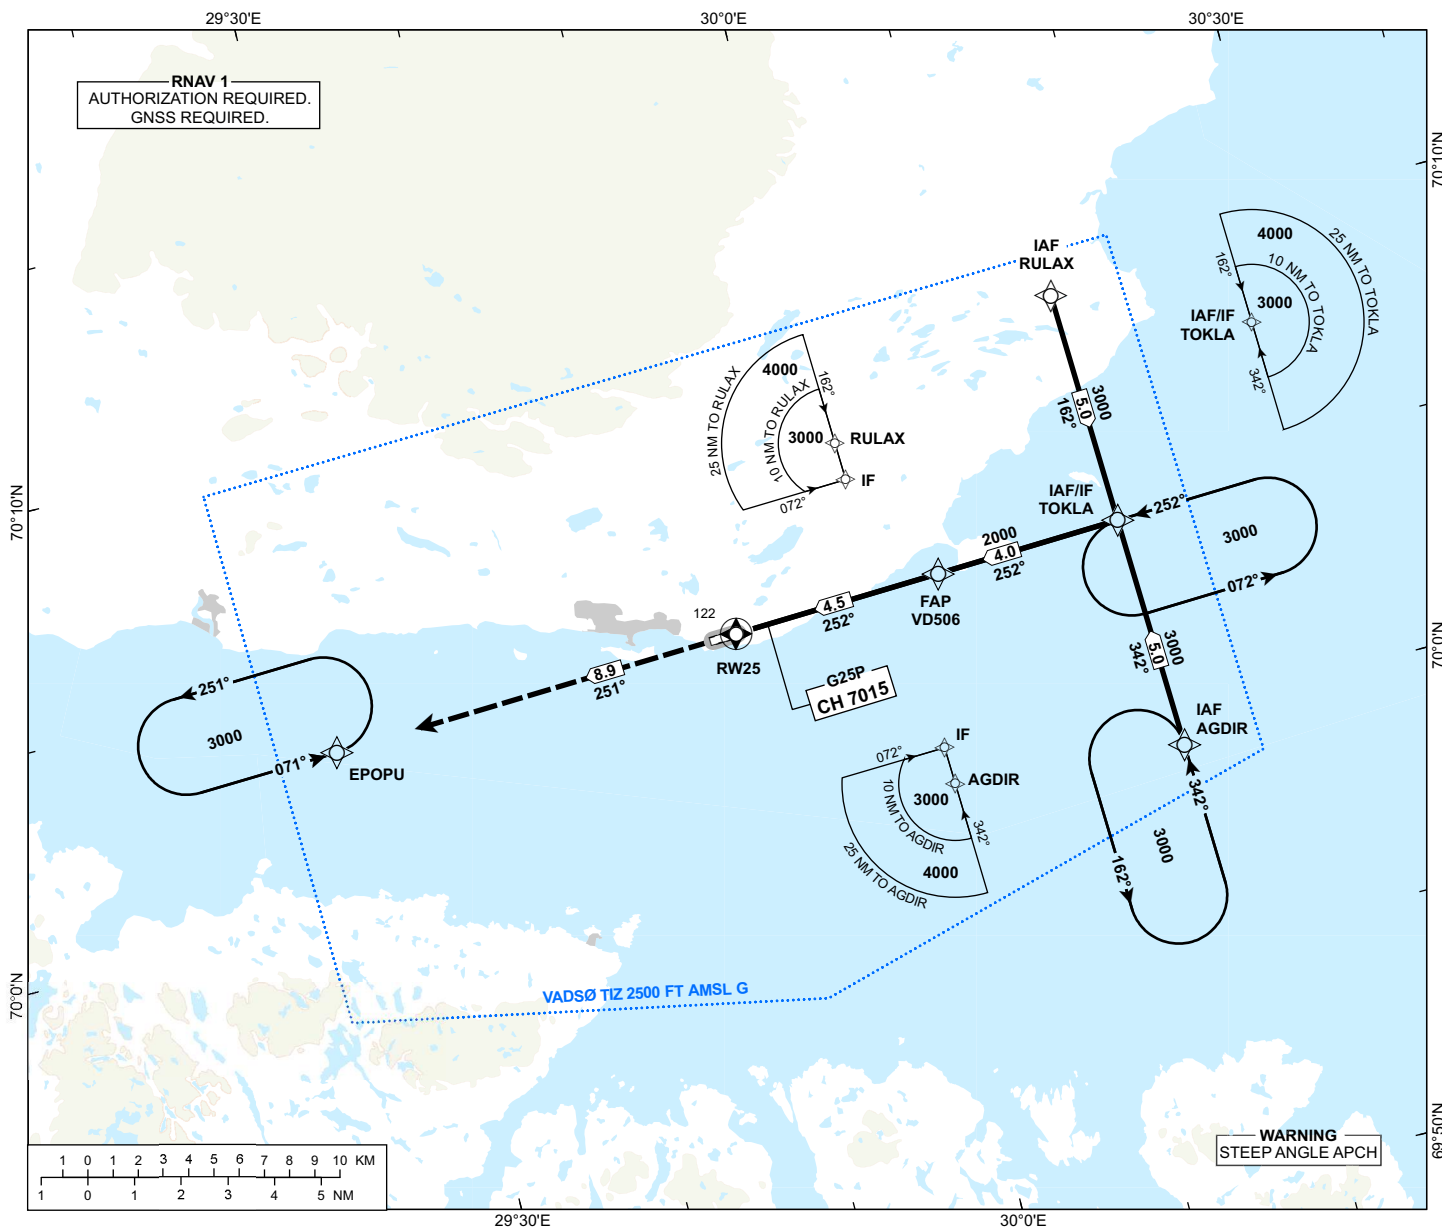 29°30'E
30°0'E
30°30'E
RNAV 1
AUTHORIZATION REQUIRED.
GNSS REQUIRED.
70°10'N
4000
25 NM TO TOKLA
162°
10 NM TO TOKLA
3000
IAF/IF
TOKLA
342°
IAF
RULAX
3000
5.0
162°
4000
162°
25 NM TO RULAX
10 NM TO RULAX
3000
RULAX
IF
072°
70°10'N
IAF/IF
TOKLA
252°
3000
072°
2000
4.0
252°
FAP
VD506
4.5
252°
122
RW25
8.9
251°
G25P
CH 7015
3000
5.0
342°
70°0'N
251°
3000
071°
EPOPU
IAF
AGDIR
342°
3000
162°
IF
072°
AGDIR
3000
10 NM TO AGDIR
342°
4000
25 NM TO AGDIR
70°0'N
VADSØ TIZ 2500 FT AMSL G
69°50'N
WARNING
STEEP ANGLE APCH
1 0 1 2 3 4 5 6 7 8 9 10 KM
1 0 1 2 3 4 5 NM
29°30'E
30°0'E